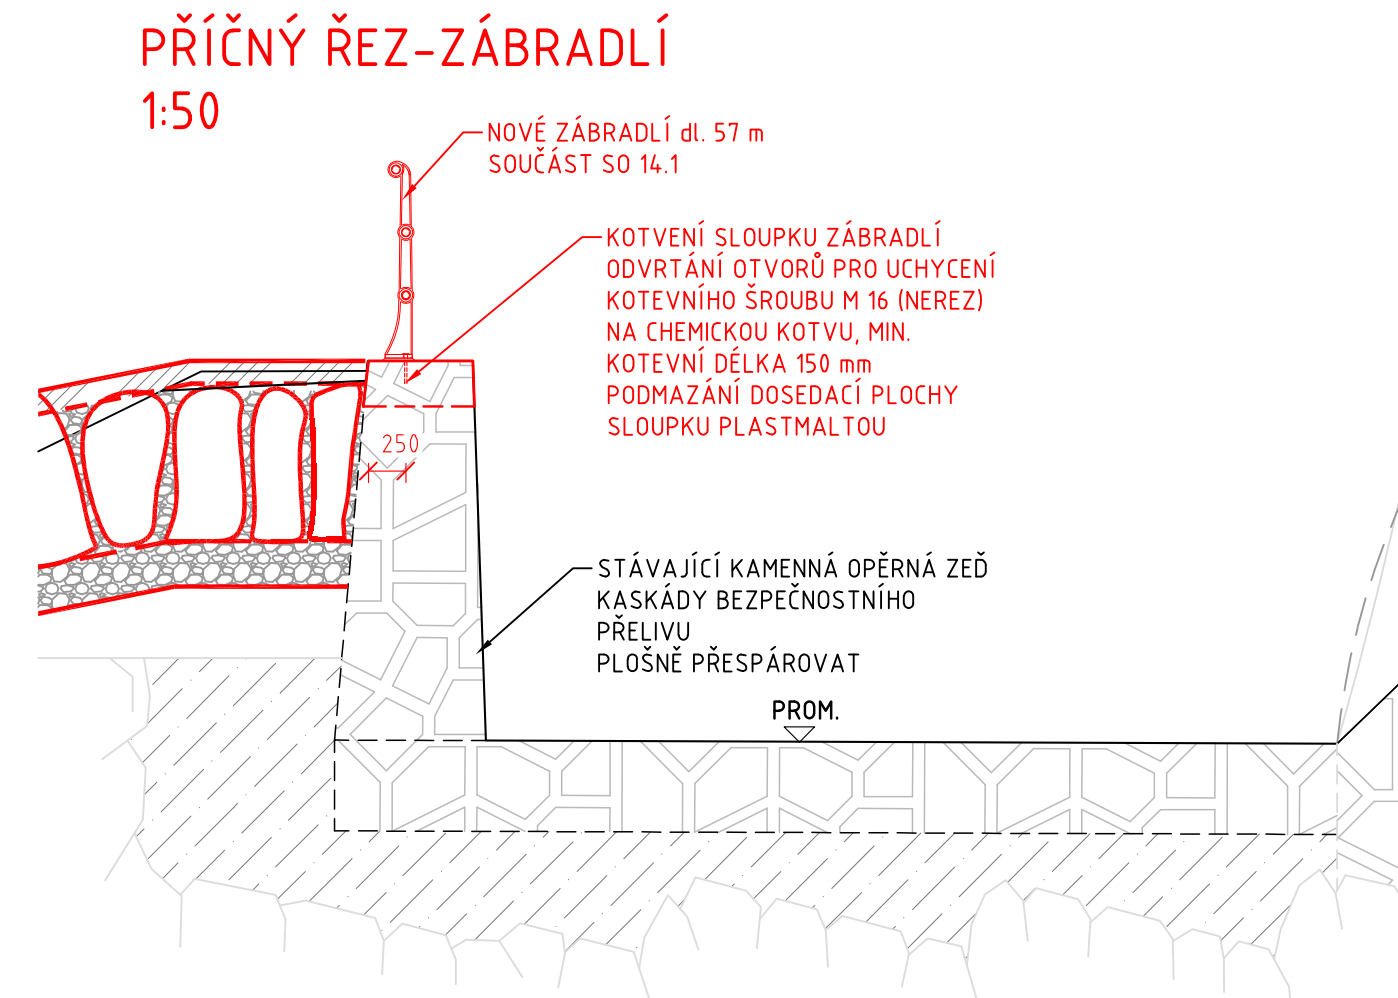 PŘÍČNÝ ŘEZ-ZÁBRADLÍ
1:50
NOVÉ ZÁBRADLÍ dl. 57 m
SOUČÁST SO 14.1
KOTVENÍ SLOUPKU ZÁBRADLÍ
ODVRTÁNÍ OTVORŮ PRO UCHYCENÍ
KOTEVNÍHO ŠROUBU M 16 (NEREZ)
NA CHEMICKOU KOTVU, MIN.
KOTEVNÍ DÉLKA 150 mm
PODMAZÁNÍ DOSEDACÍ PLOCHY
SLOUPKU PLASTMALTOU
250
STÁVAJÍCÍ KAMENNÁ OPĚRNÁ ZEĎ
KASKÁDY BEZPEČNOSTNÍHO
PŘELIVU
PLOŠNĚ PŘESPÁROVAT
PROM.